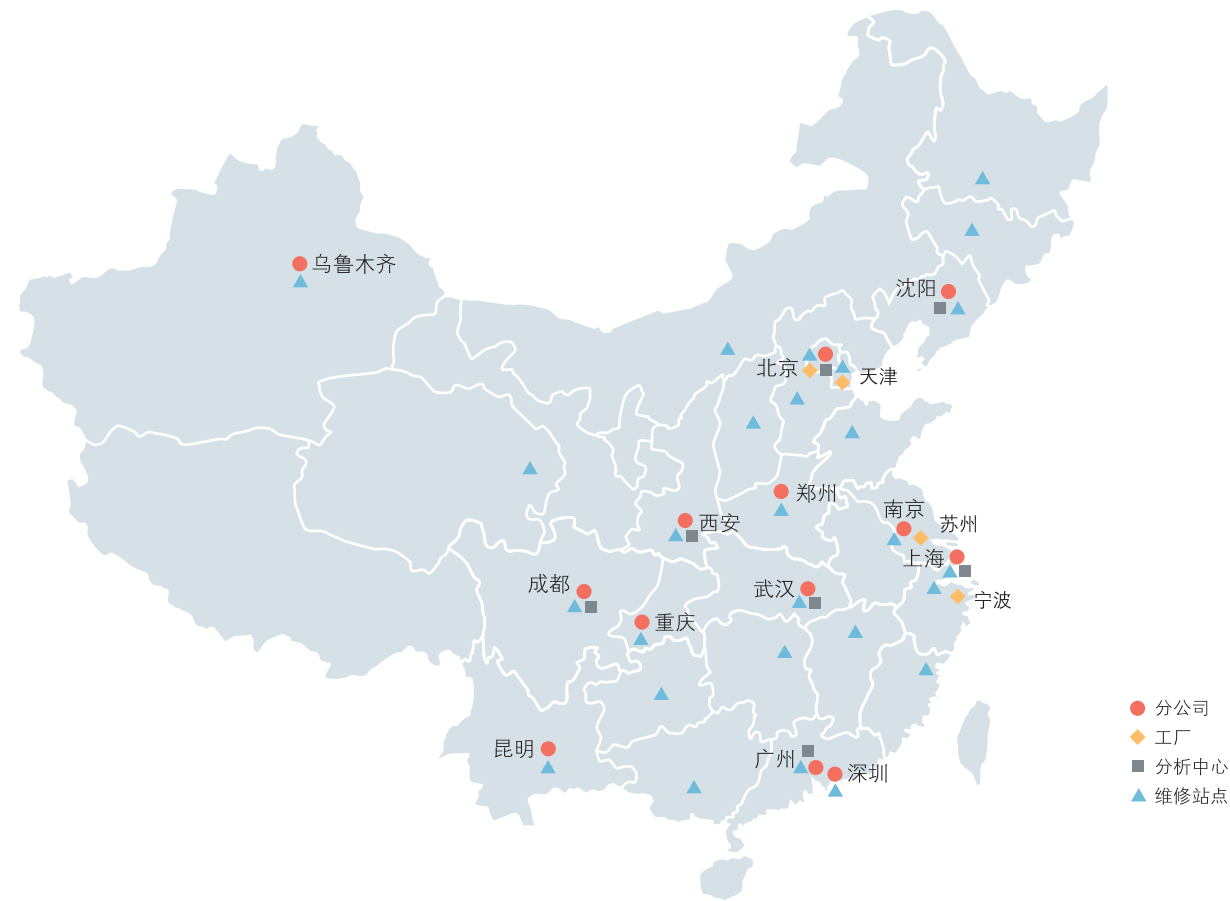 乌鲁木齐
沈阳
北京
天津
郑州
南京
苏州
西安
上海
成都
武汉
宁波
重庆
昆明
广州
深圳
分公司
工厂
分析中心
维修站点